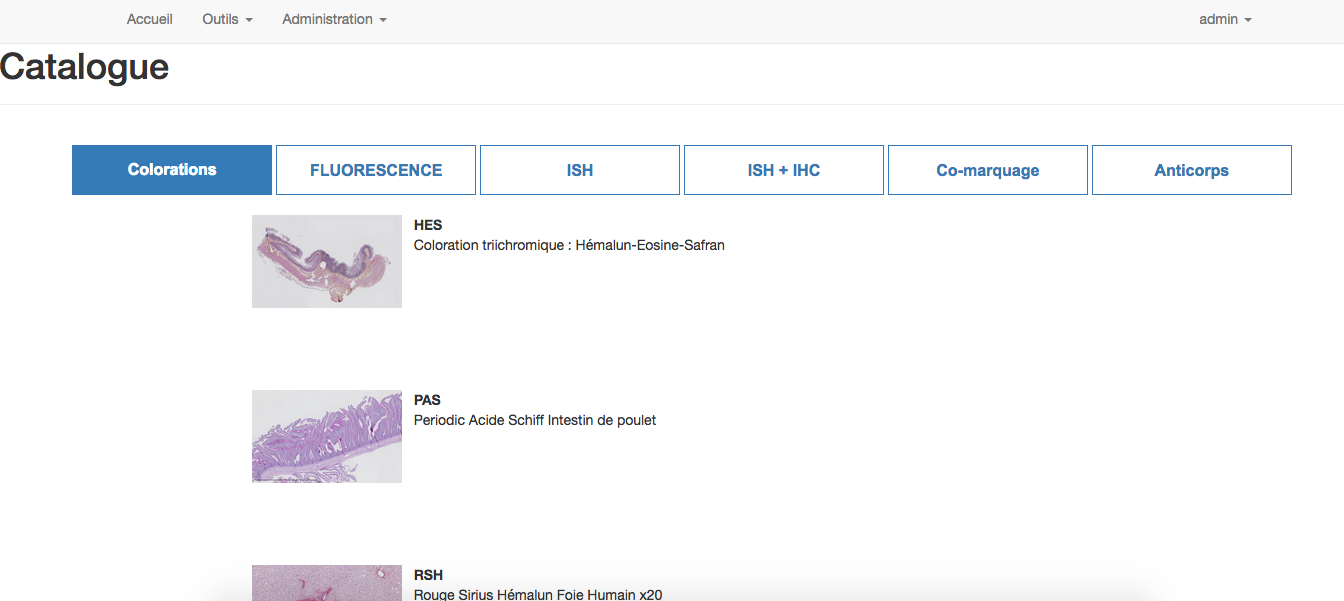 Accueil Outils Administration admin
Catalogue
Colorations FLUORESCENCE ISH ISH + IHC Co-marquage Anticorps
HES
Coloration triichromique : Hémalun-Eosine-Safran
PAS
Periodic Acide Schiff Intestin de poulet
RSH
Rouge Sirius Hémalun Foie Humain x20